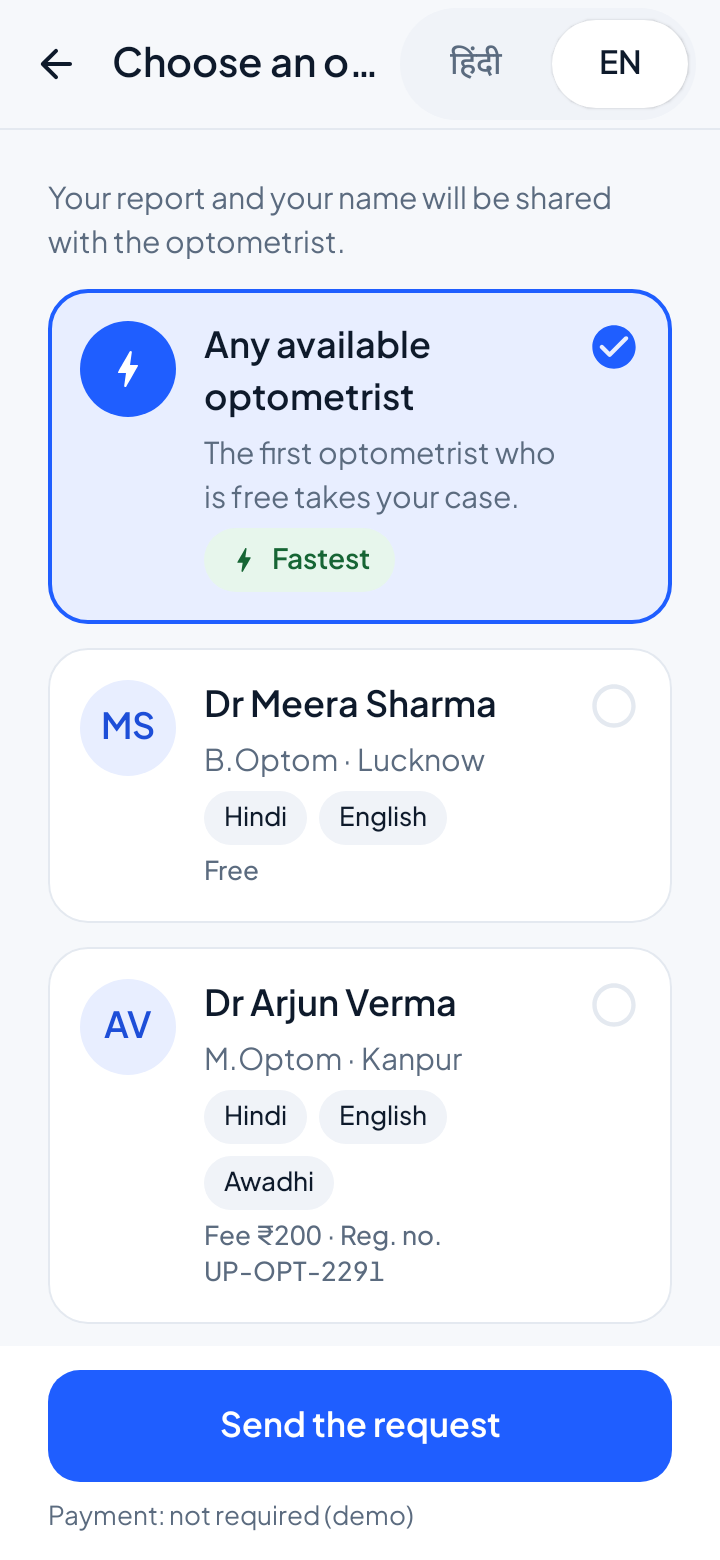 Choose an o...
हिंदी
EN
Your report and your name will be shared
with the optometrist.
Any available
optometrist
The first optometrist who
is free takes your case.
Fastest
MS
Dr Meera Sharma
B.Optom · Lucknow
Hindi English
Free
AV
Dr Arjun Verma
M.Optom · Kanpur
Hindi English
Awadhi
Fee ₹200 · Reg. no.
UP-OPT-2291
Send the request
Payment: not required (demo)